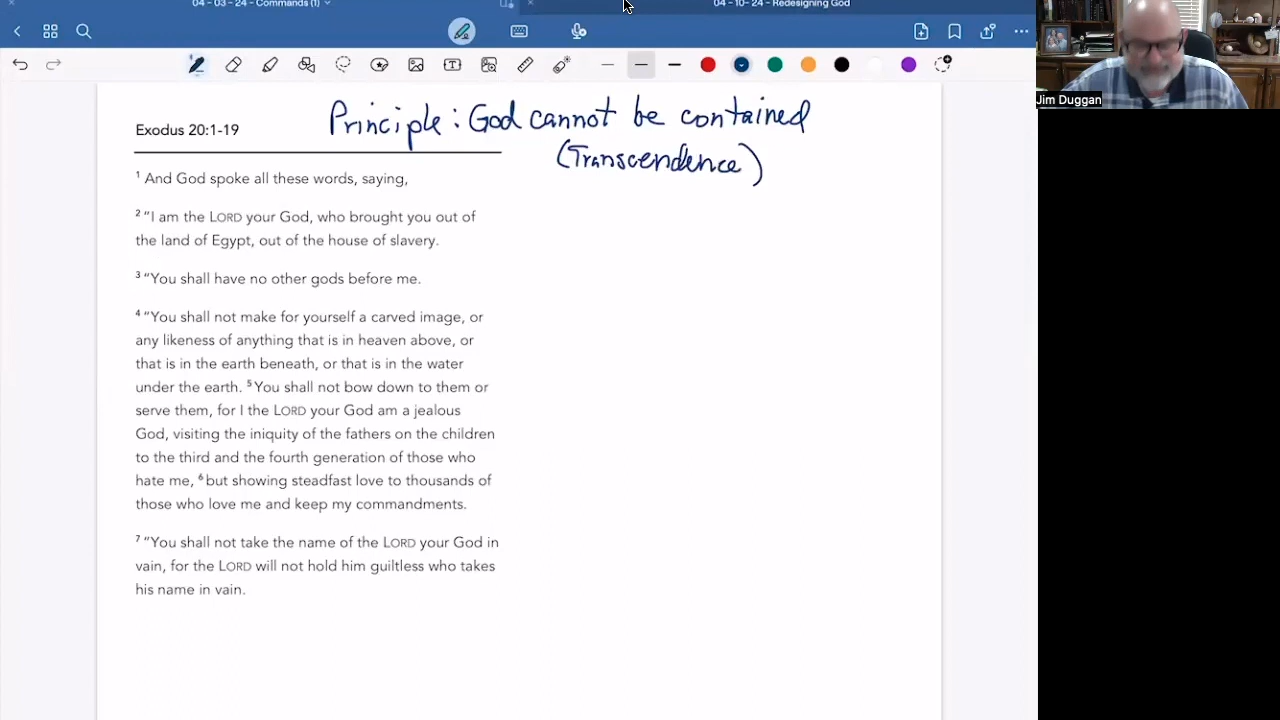 04 - 03 - 24 - Commands (1)
04 - 10- 24 - Redesigning God
Jim Duggan
Principle: God cannot be contained
(Transcendence)
Exodus 20:1-19
1 And God spoke all these words, saying,
2 “I am the LORD your God, who brought you out of
the land of Egypt, out of the house of slavery.
3 “You shall have no other gods before me.
4 “You shall not make for yourself a carved image, or
any likeness of anything that is in heaven above, or
that is in the earth beneath, or that is in the water
under the earth. 5 You shall not bow down to them or
serve them, for I the LORD your God am a jealous
God, visiting the iniquity of the fathers on the children
to the third and the fourth generation of those who
hate me, 6 but showing steadfast love to thousands of
those who love me and keep my commandments.
7 “You shall not take the name of the LORD your God in
vain, for the LORD will not hold him guiltless who takes
his name in vain.